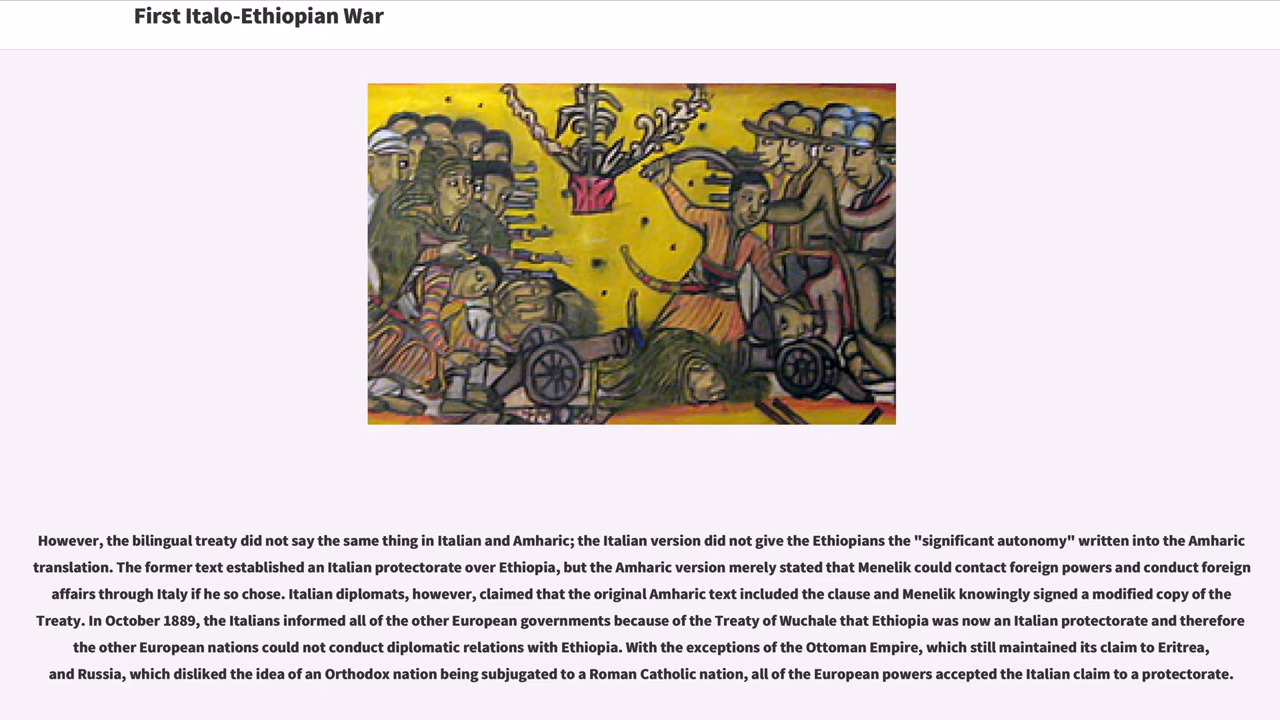 First Italo-Ethiopian War
However, the bilingual treaty did not say the same thing in Italian and Amharic; the Italian version did not give the Ethiopians the "significant autonomy" written into the Amharic
translation. The former text established an Italian protectorate over Ethiopia, but the Amharic version merely stated that Menelik could contact foreign powers and conduct foreign
affairs through Italy if he so chose. Italian diplomats, however, claimed that the original Amharic text included the clause and Menelik knowingly signed a modified copy of the
Treaty. In October 1889, the Italians informed all of the other European governments because of the Treaty of Wuchale that Ethiopia was now an Italian protectorate and therefore
the other European nations could not conduct diplomatic relations with Ethiopia. With the exceptions of the Ottoman Empire, which still maintained its claim to Eritrea,
and Russia, which disliked the idea of an Orthodox nation being subjugated to a Roman Catholic nation, all of the European powers accepted the Italian claim to a protectorate.